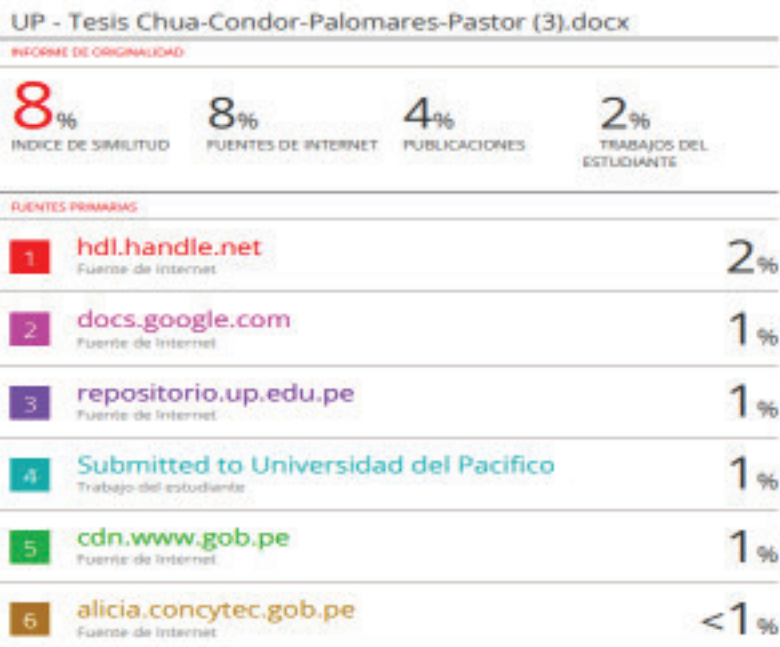 UP - Tesis Chua-Condor-Palomares-Pastor (3).docx
INFORME DE ORIGINALIDAD
8%
INDICE DE SIMILITUD
8%
FUENTES DE INTERNET
4%
PUBLICACIONES
2%
TRABAJOS DEL
ESTUDIANTE
FUENTES PRIMARIAS
1
hdl.handle.net
Fuente de Internet
2%
2
docs.google.com
Fuente de Internet
1%
3
repositorio.up.edu.pe
Fuente de Internet
1%
4
Submitted to Universidad del Pacifico
Trabajo del estudiante
1%
5
cdn.www.gob.pe
Fuente de Internet
1%
6
alicia.concytec.gob.pe
Fuente de Internet
<1%